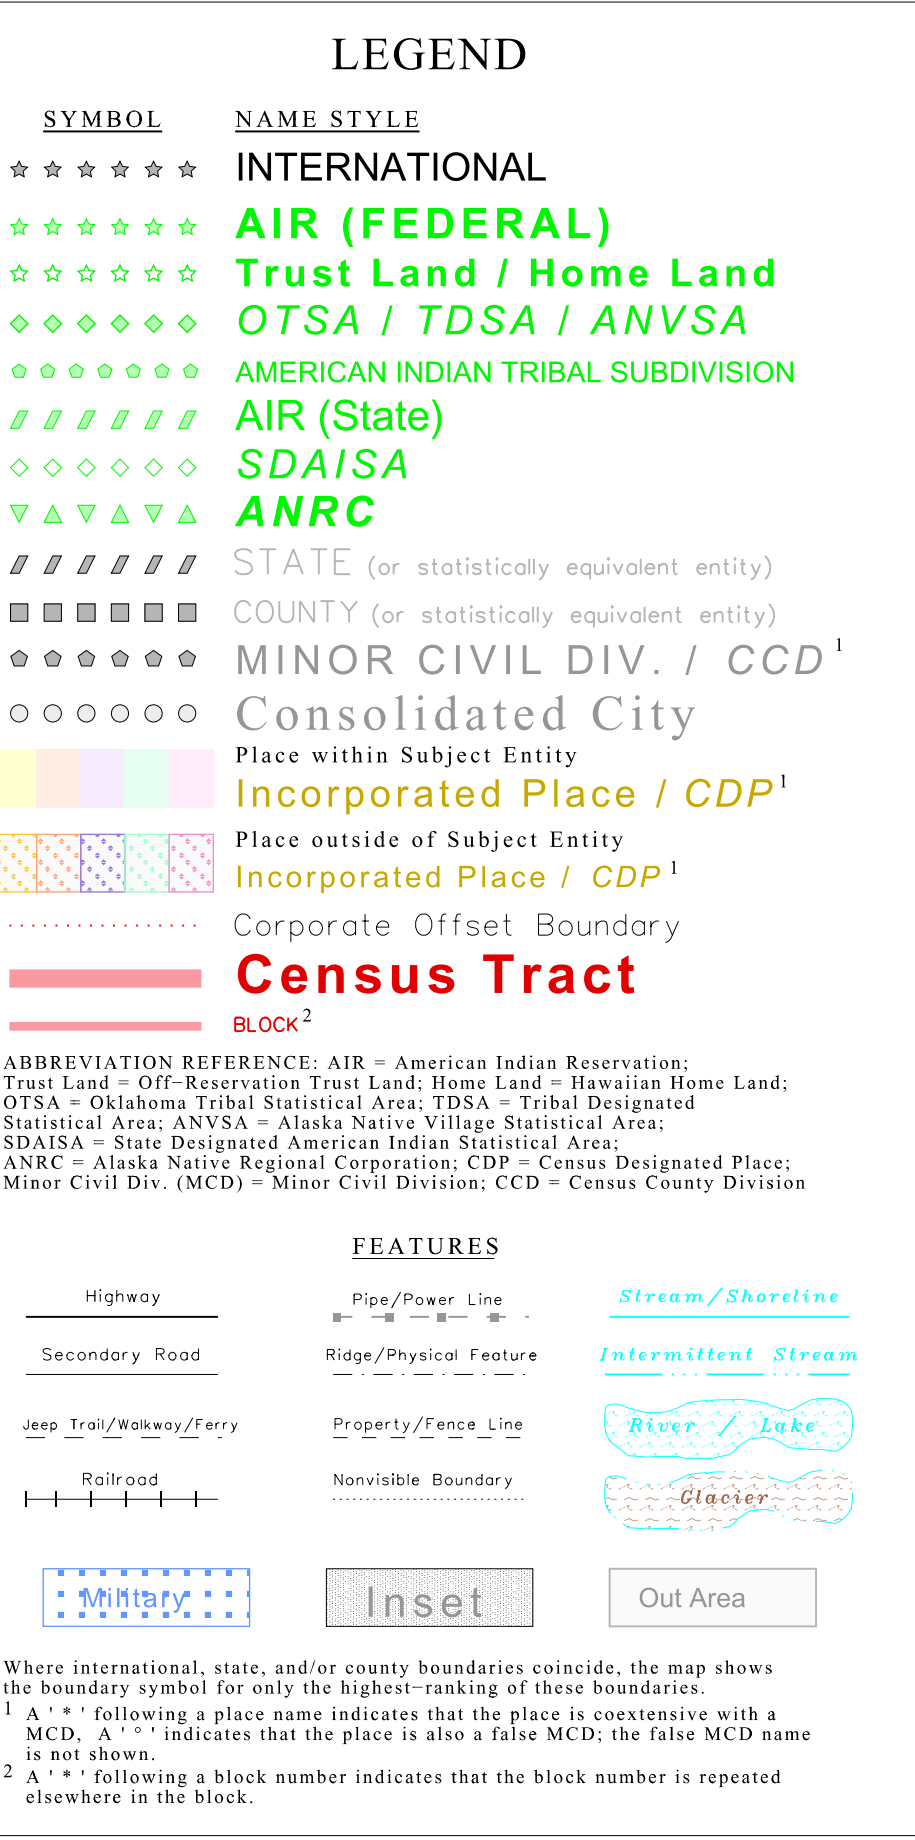 LEGEND
SYMBOL NAME STYLE
INTERNATIONAL
AIR (FEDERAL)
Trust Land / Home Land
OTSA / TDSA / ANVSA
AMERICAN INDIAN TRIBAL SUBDIVISION
AIR (State)
SDAISA
ANRC
STATE (or statistically equivalent entity)
COUNTY (or statistically equivalent entity)
MINOR CIVIL DIV. / CCD 1
Consolidated City
Place within Subject Entity
Incorporated Place / CDP 1
Place outside of Subject Entity
Incorporated Place / CDP 1
Corporate Offset Boundary
Census Tract
BLOCK 2
ABBREVIATION REFERENCE: AIR = American Indian Reservation;
Trust Land = Off−Reservation Trust Land; Home Land = Hawaiian Home Land;
OTSA = Oklahoma Tribal Statistical Area; TDSA = Tribal Designated
Statistical Area; ANVSA = Alaska Native Village Statistical Area;
SDAISA = State Designated American Indian Statistical Area;
ANRC = Alaska Native Regional Corporation; CDP = Census Designated Place;
Minor Civil Div. (MCD) = Minor Civil Division; CCD = Census County Division
FEATURES
Highway Pipe/Power Line Stream/Shoreline
Secondary Road Ridge/Physical Feature Intermittent Stream
Jeep Trail/Walkway/Ferry Property/Fence Line River / Lake
Railroad Nonvisible Boundary Glacier
Military Inset Out Area
Where international, state, and/or county boundaries coincide, the map shows
the boundary symbol for only the highest−ranking of these boundaries.
1 A ' * ' following a place name indicates that the place is coextensive with a
MCD, A ' ° ' indicates that the place is also a false MCD; the false MCD name
is not shown.
2 A ' * ' following a block number indicates that the block number is repeated
elsewhere in the block.